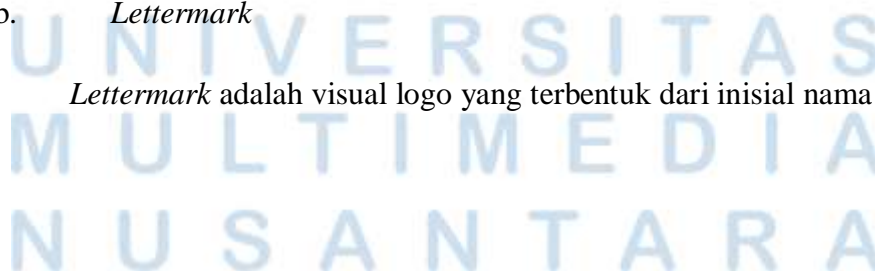 b. Lettermark
UNIVERSITAS
Lettermark adalah visual logo yang terbentuk dari inisial nama
MULTIMEDIA
NUSANTARA